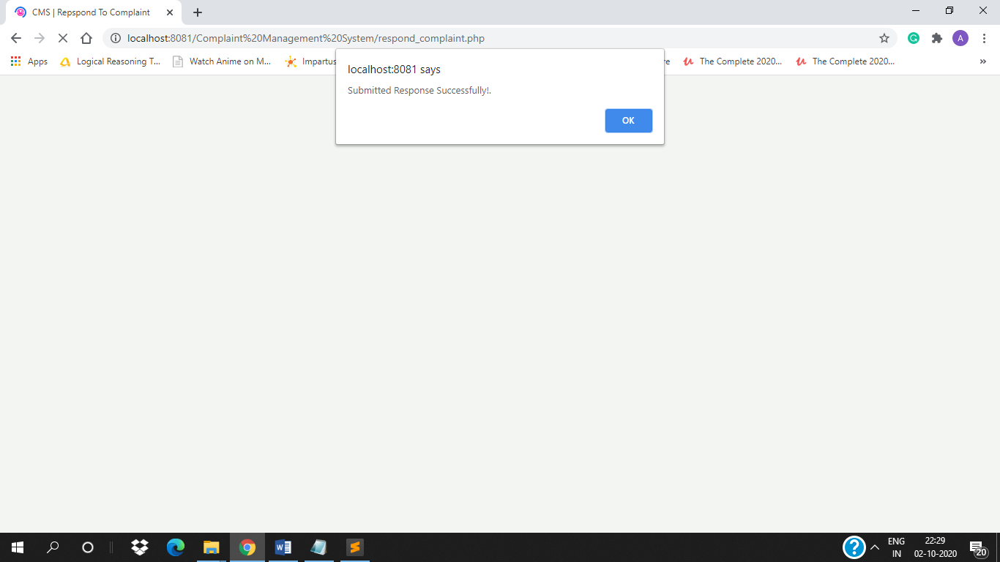 CMS | Repspond To Complaint
localhost:8081/Complaint%20Management%20System/respond_complaint.php
A
Apps
Logical Reasoning T...
Watch Anime on M...
Impartus
re
The Complete 2020...
The Complete 2020...
»
localhost:8081 says
Submitted Response Successfully!.
OK
ENG
IN
22:29
02-10-2020
20